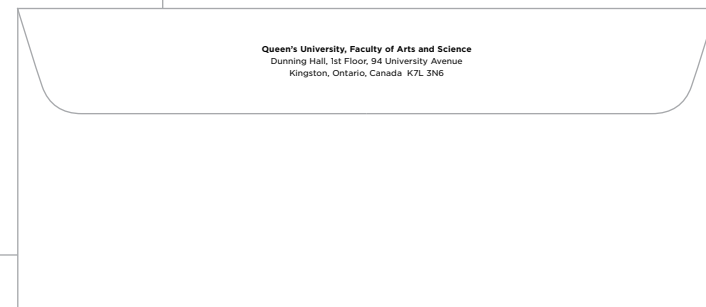 Queen's University, Faculty of Arts and Science
Dunning Hall, 1st Floor, 94 University Avenue
Kingston, Ontario, Canada  K7L 3N6